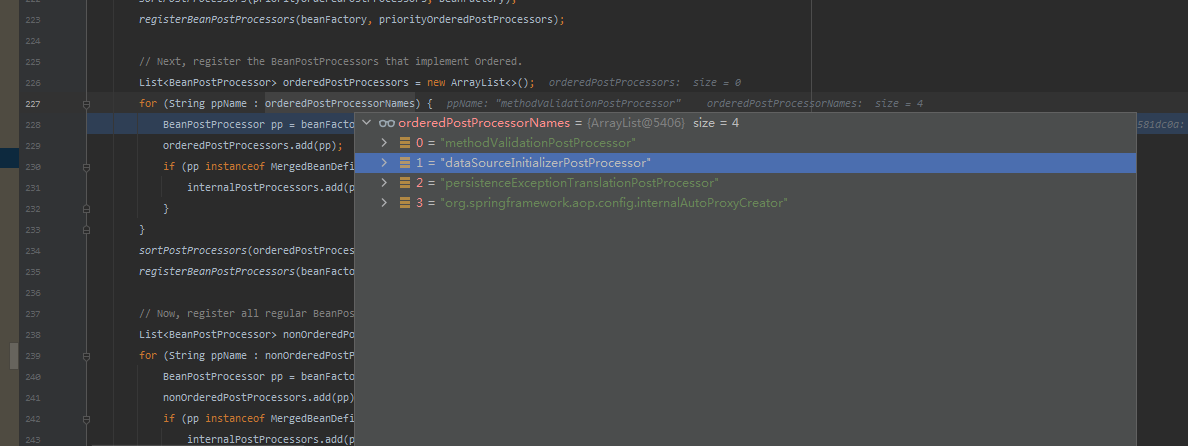 222 sortPostProcessors(priorityOrderedPostProcessors, beanFactory);
223 registerBeanPostProcessors(beanFactory, priorityOrderedPostProcessors);
224
225 // Next, register the BeanPostProcessors that implement Ordered.
226 List<BeanPostProcessor> orderedPostProcessors = new ArrayList<>(); orderedPostProcessors: size = 0
227 for (String ppName : orderedPostProcessorNames) { ppName: "methodValidationPostProcessor" orderedPostProcessorNames: size = 4
228 BeanPostProcessor pp = beanFacto 581dc0a:
orderedPostProcessorNames = {ArrayList@5406} size = 4
0 = "methodValidationPostProcessor"
1 = "dataSourceInitializerPostProcessor"
2 = "persistenceExceptionTranslationPostProcessor"
3 = "org.springframework.aop.config.internalAutoProxyCreator"
229 orderedPostProcessors.add(pp);
230 if (pp instanceof MergedBeanDefi
231 internalPostProcessors.add(p
232 }
233 }
234 sortPostProcessors(orderedPostProces
235 registerBeanPostProcessors(beanFacto
236
237 // Now, register all regular BeanPos
238 List<BeanPostProcessor> nonOrderedPo
239 for (String ppName : nonOrderedPostP
240 BeanPostProcessor pp = beanFacto
241 nonOrderedPostProcessors.add(pp)
242 if (pp instanceof MergedBeanDefi
243 internalPostProcessors.add(p